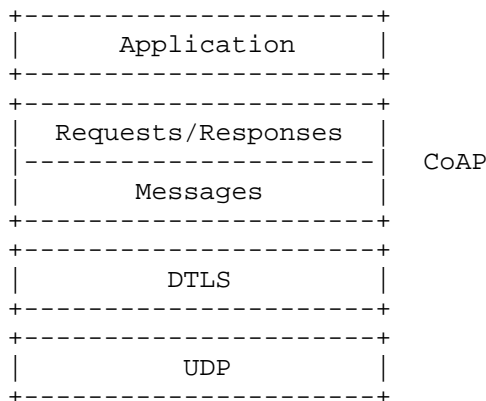 Application
Requests/Responses
CoAP
Messages
DTLS
UDP